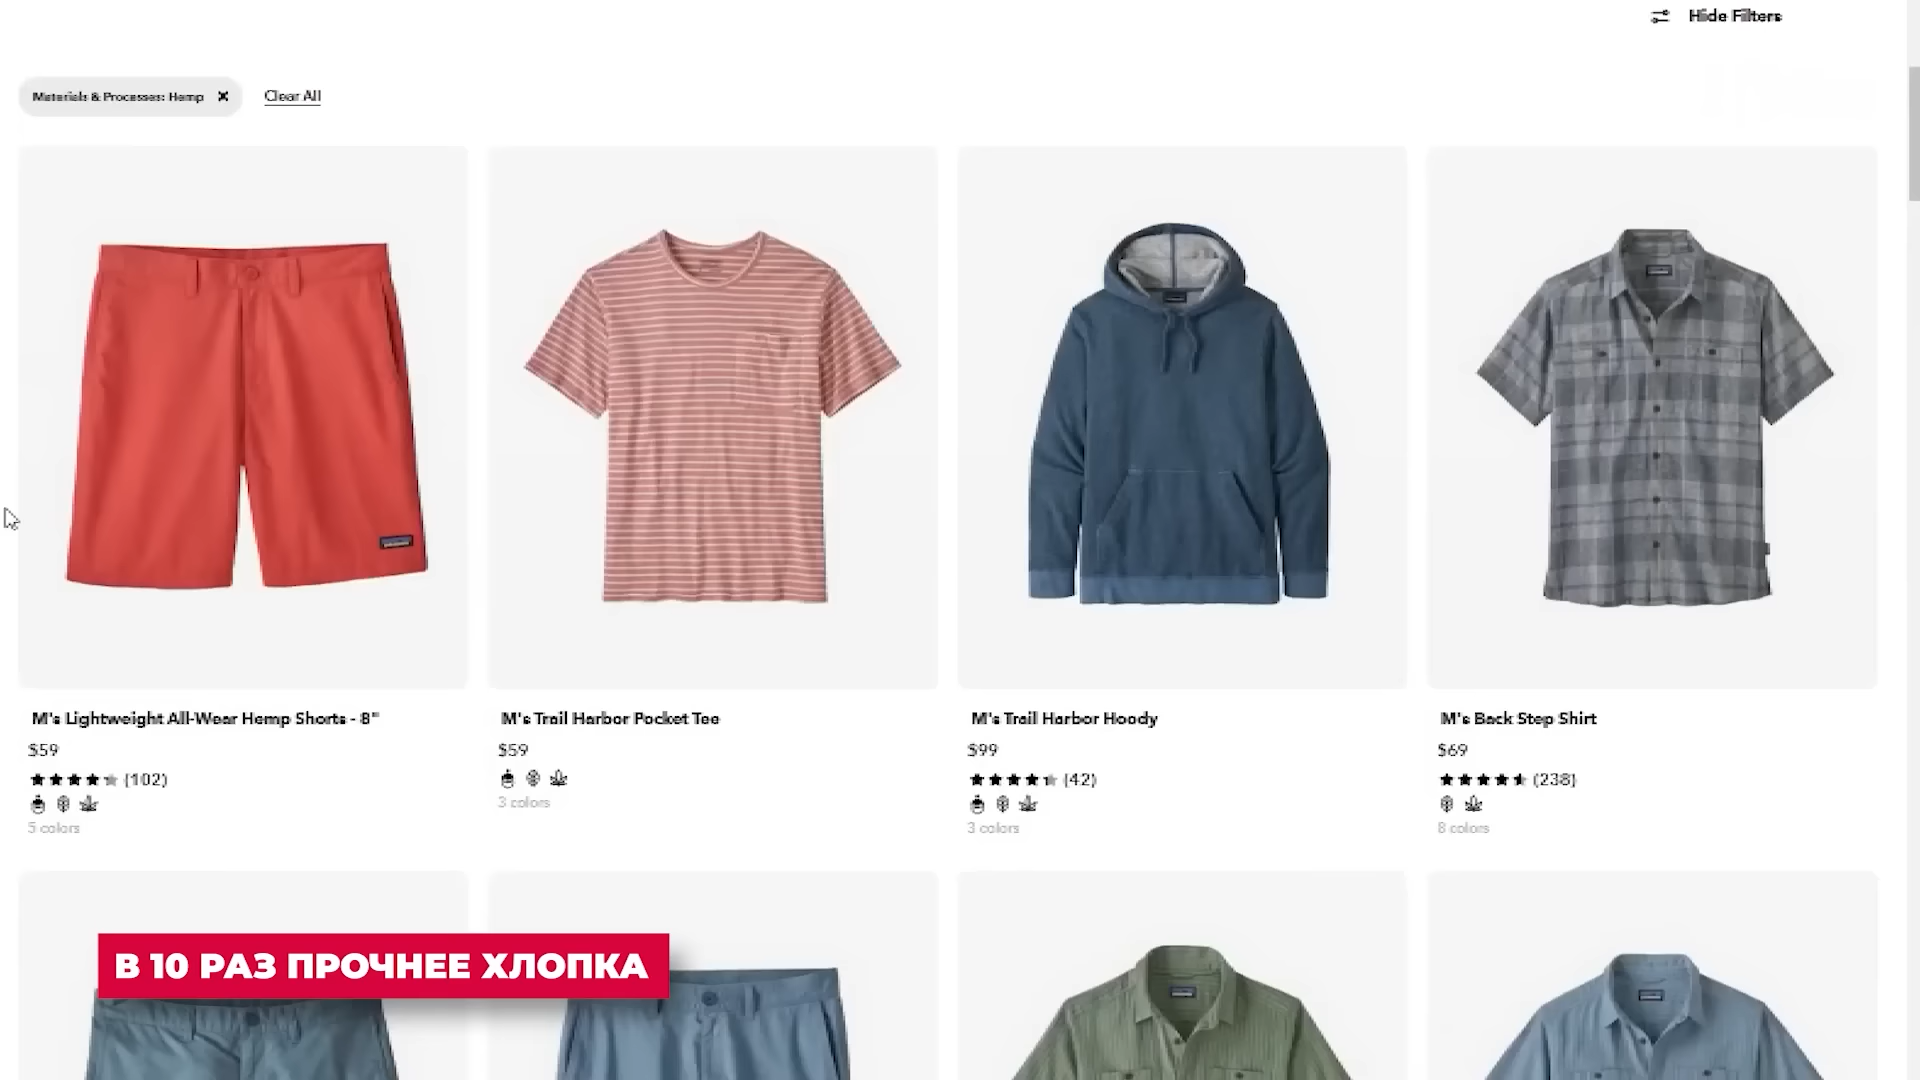 Hide Filters
Materials & Processes: Hemp
Clear All
M's Lightweight All-Wear Hemp Shorts - 8"
$59
(102)
5 colors
M's Trail Harbor Pocket Tee
$59
3 colors
M's Trail Harbor Hoody
$99
(42)
3 colors
M's Back Step Shirt
$69
(238)
8 colors
В 10 РАЗ ПРОЧНЕЕ ХЛОПКА